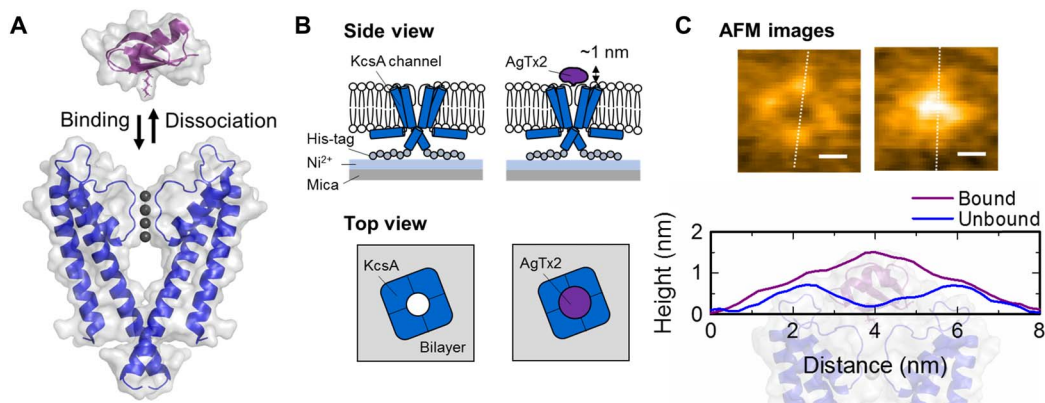 A
Binding
Dissociation
B
Side view
KcsA channel
AgTx2
~1 nm
His-tag
Ni2+
Mica
Top view
KcsA
Bilayer
AgTx2
C
AFM images
Bound
Unbound
Height (nm)
2
1
0
0 2 4 6 8
Distance (nm)